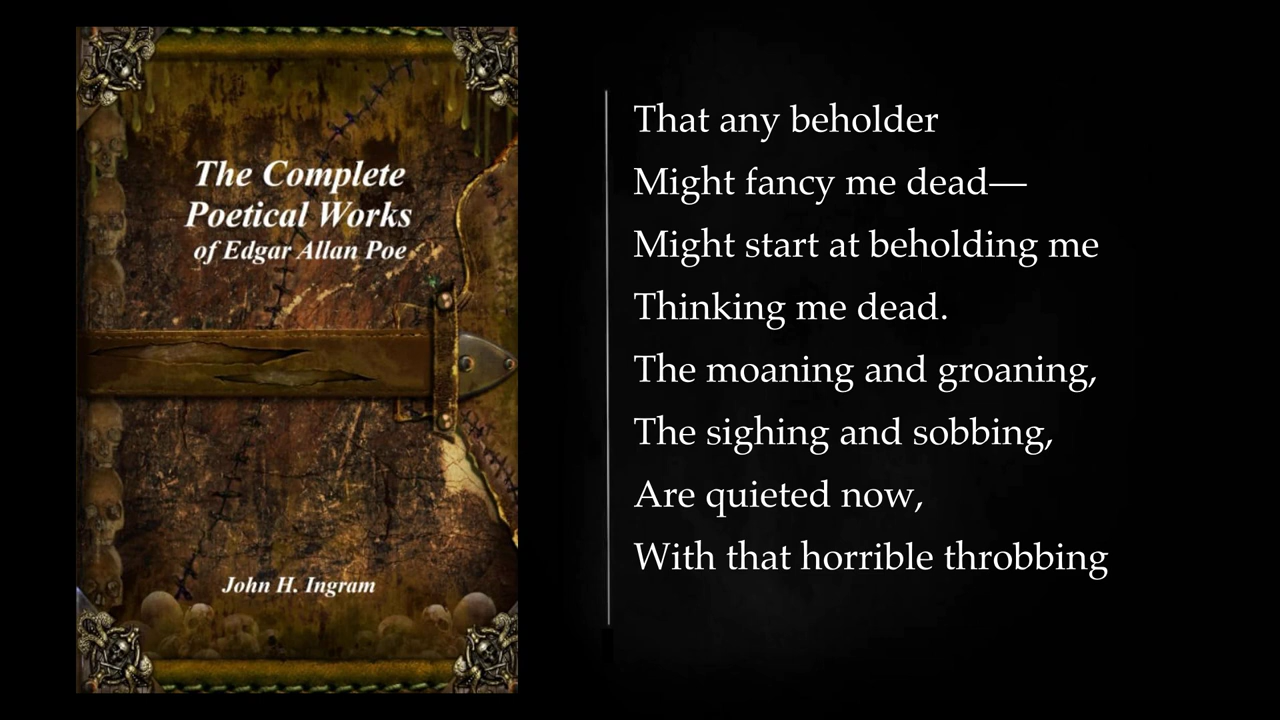 The Complete
Poetical Works
of Edgar Allan Poe
John H. Ingram
That any beholder
Might fancy me dead—
Might start at beholding me
Thinking me dead.
The moaning and groaning,
The sighing and sobbing,
Are quieted now,
With that horrible throbbing